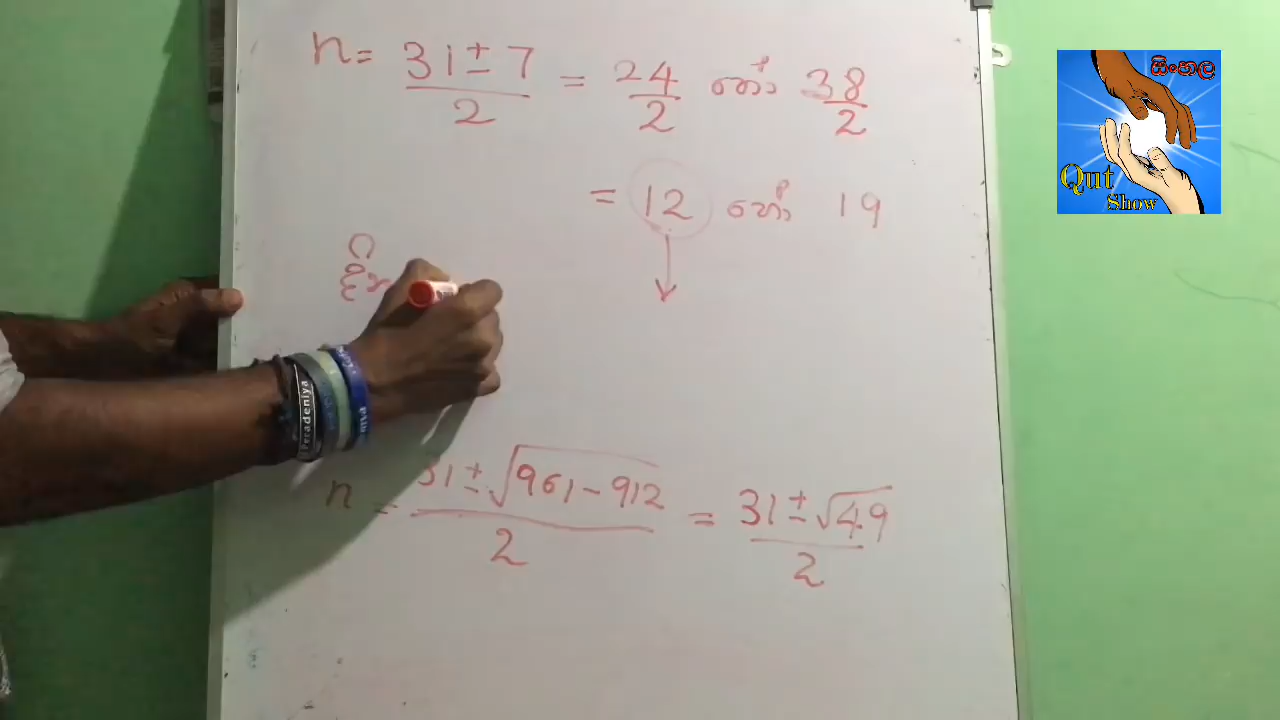 n = 31 ± 7 / 2 = 24 / 2 හෝ 38 / 2
= 12 හෝ 19
n = 31 ± √961 - 912 / 2 = 31 ± √49 / 2
Peradeniya
සිංහල
Qut
Show